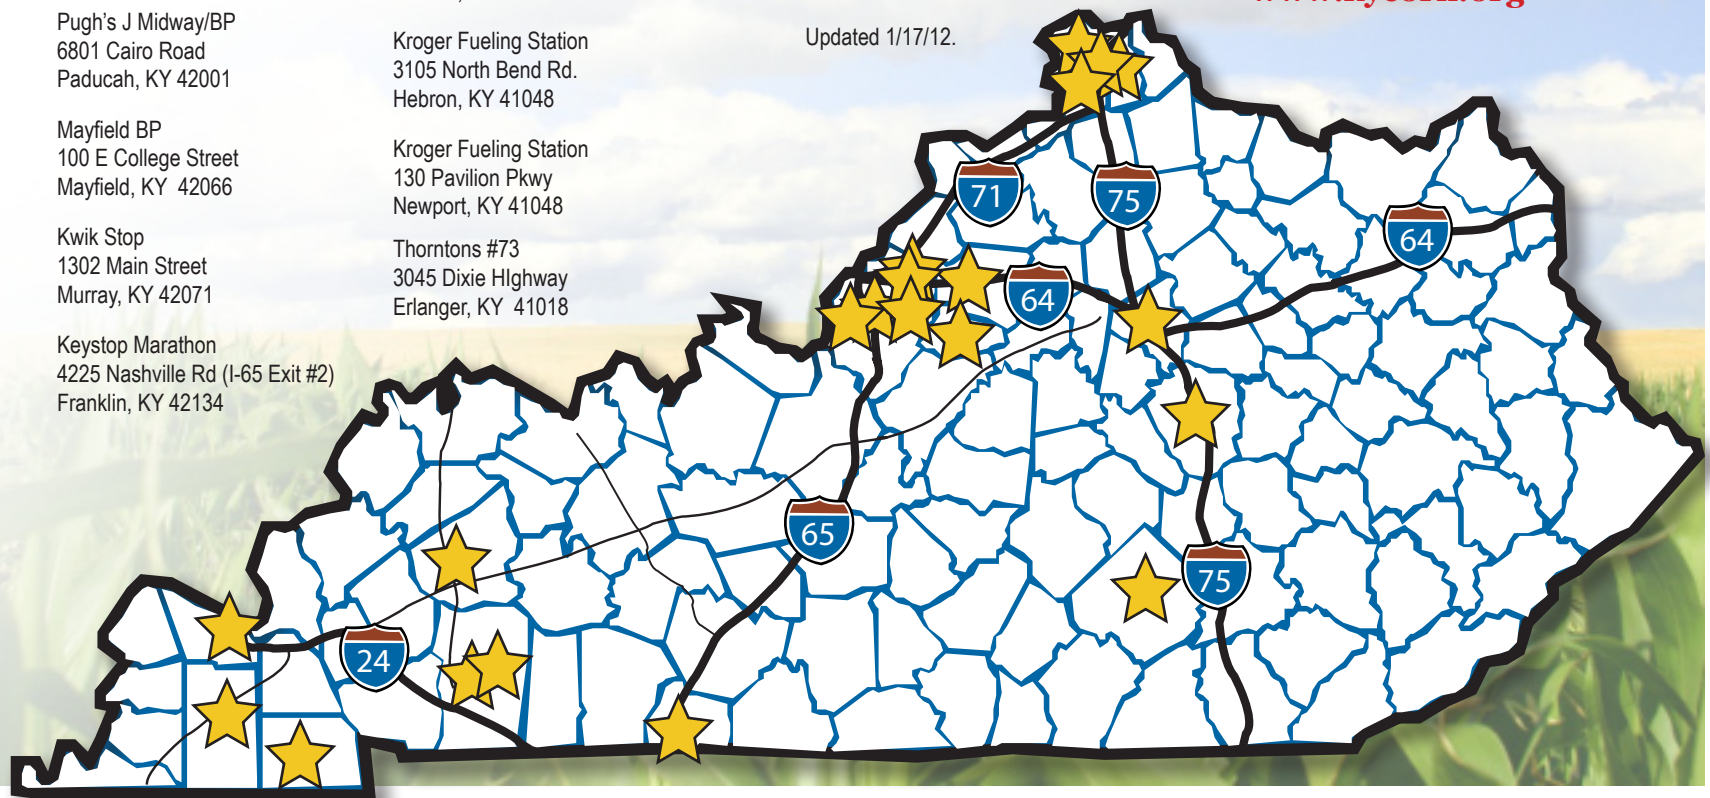 Pugh's J Midway/BP
6801 Cairo Road
Paducah, KY 42001
Mayfield BP
100 E College Street
Mayfield, KY 42066
Kwik Stop
1302 Main Street
Murray, KY 42071
Keystop Marathon
4225 Nashville Rd (I-65 Exit #2)
Franklin, KY 42134
Kroger Fueling Station
3105 North Bend Rd.
Hebron, KY 41048
Kroger Fueling Station
130 Pavilion Pkwy
Newport, KY 41048
Thorntons #73
3045 Dixie HIghway
Erlanger, KY 41018
Updated 1/17/12.
71
75
64
64
65
75
24